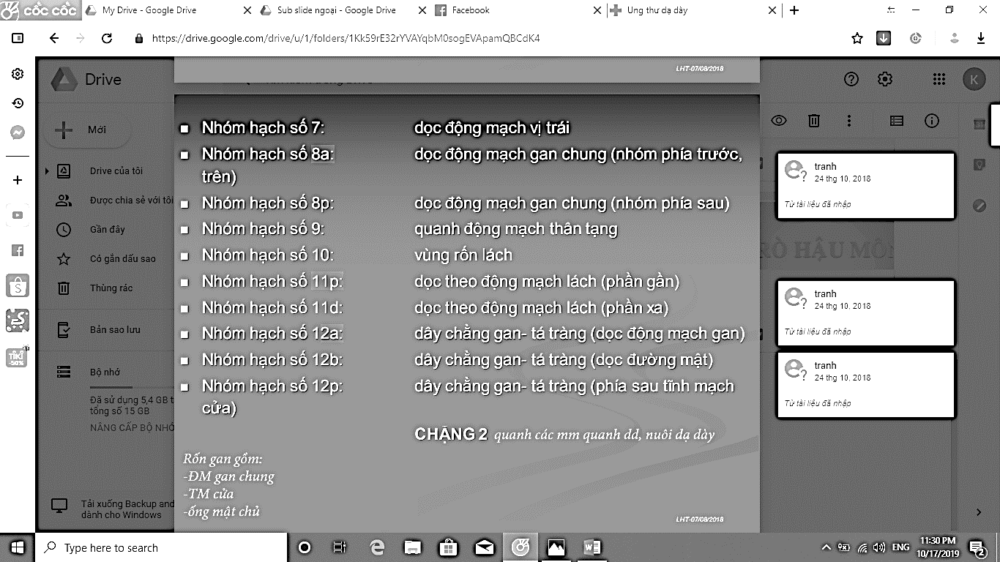 CỐC CỐC
My Drive - Google Drive
Sub slide ngoại - Google Drive
Facebook
Ung thư dạ dày
https://drive.google.com/drive/u/1/folders/1Kk59rE32rYVAYqbM0sogEVApamQBCdK4
Drive
Mới
Drive của tôi
Được chia sẻ với tôi
Gần đây
Có gắn dấu sao
Thùng rác
Bản sao lưu
Bộ nhớ
Đã sử dụng 5,4 GB t
tổng số 15 GB
NÂNG CẤP BỘ NHỚ
Tải xuống Backup and
dành cho Windows
LHT-07/08/2018
Nhóm hạch số 7: dọc động mạch vị trái
Nhóm hạch số 8a: dọc động mạch gan chung (nhóm phía trước,
trên)
Nhóm hạch số 8p: dọc động mạch gan chung (nhóm phía sau)
Nhóm hạch số 9: quanh động mạch thân tạng
Nhóm hạch số 10: vùng rốn lách
Nhóm hạch số 11p: dọc theo động mạch lách (phần gần)
Nhóm hạch số 11d: dọc theo động mạch lách (phần xa)
Nhóm hạch số 12a: dây chằng gan- tá tràng (dọc động mạch gan)
Nhóm hạch số 12b: dây chằng gan- tá tràng (dọc đường mật)
Nhóm hạch số 12p: dây chằng gan- tá tràng (phía sau tĩnh mạch
cửa)
CHẶNG 2 quanh các mm quanh dd, nuôi dạ dày
Rốn gan gồm:
-ĐM gan chung
-TM cửa
-ống mật chủ
LHT-07/08/2018
K
tranh
24 thg 10, 2018
Từ tài liệu đã nhập
RÒ HẬU MÔN
tranh
24 thg 10, 2018
Từ tài liệu đã nhập
tranh
24 thg 10, 2018
Từ tài liệu đã nhập
TIKI
-50%
Type here to search
ENG
11:30 PM
10/17/2019
2